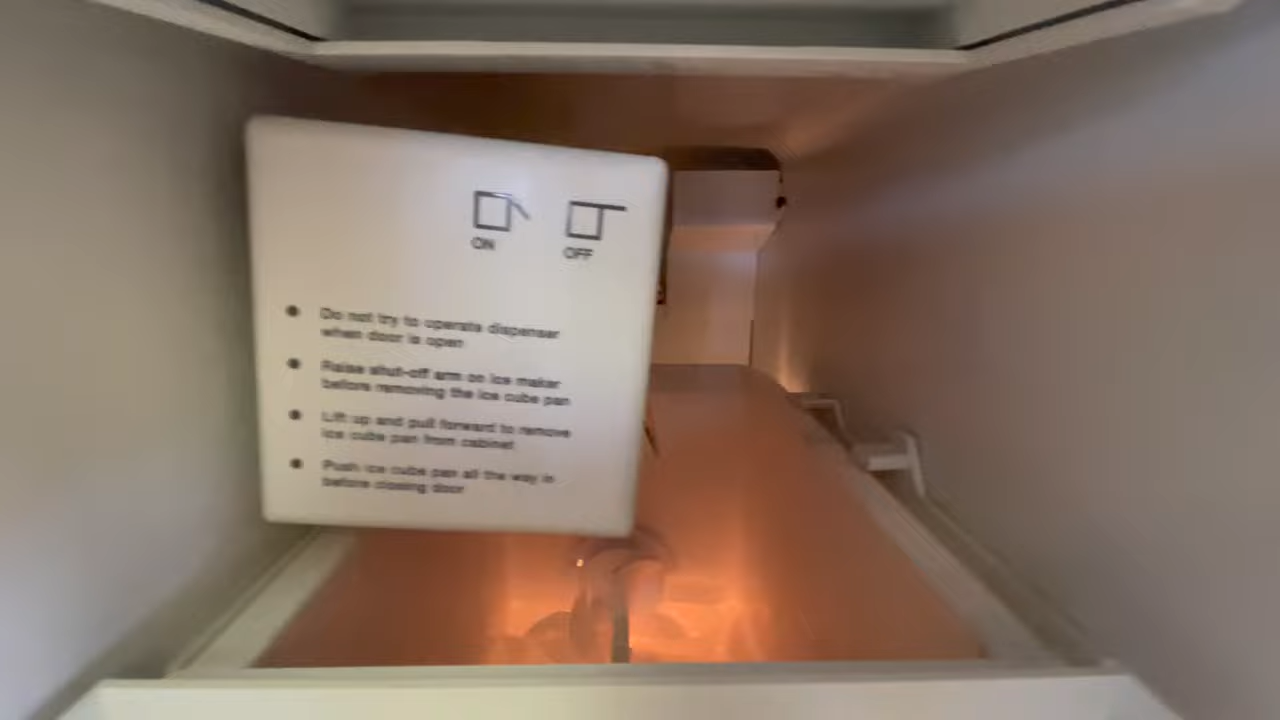 ON OFF
Do not try to operate dispenser
when door is open
Raise shut-off arm on ice maker
before removing the ice cube pan
Lift up and pull forward to remove
ice cube pan from cabinet
Push ice cube pan all the way in
before closing door